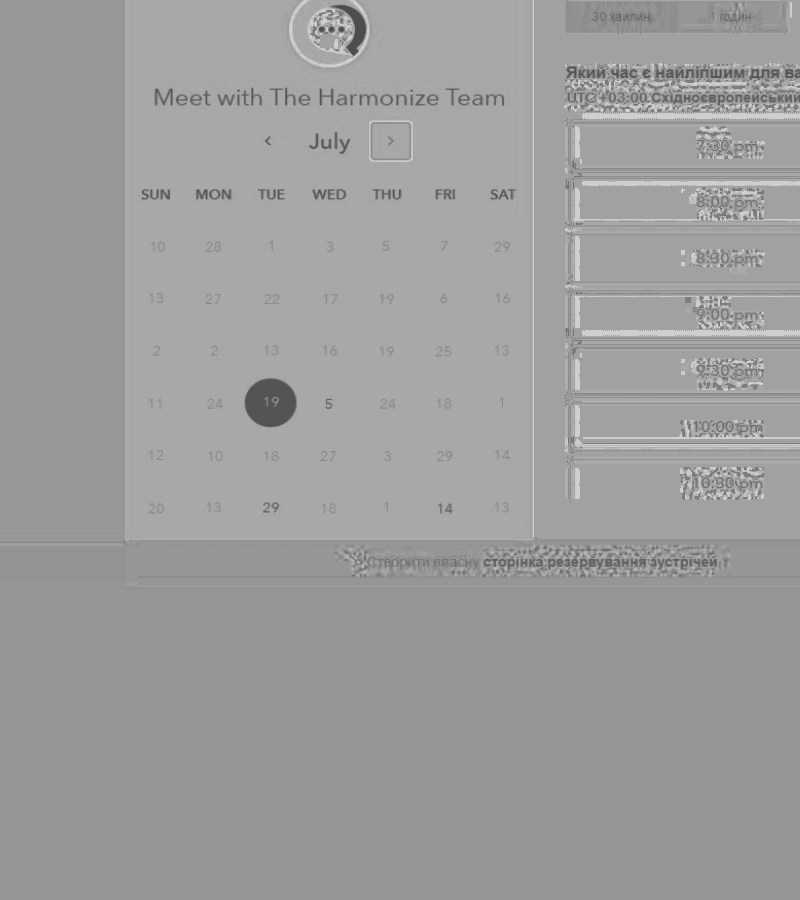 30 хвилин 1 годин
Meet with The Harmonize Team
July
SUN MON TUE WED THU FRI SAT
10 28 1 3 5 7 29
13 27 22 17 19 6 16
2 2 13 16 19 25 13
11 24 19 5 24 18 1
12 10 18 27 3 29 14
20 13 29 18 1 14 13
Який час є найліпшим для ва
UTC +03:00 Східноєвропейський
7:30 pm
8:00 pm
8:30 pm
9:00 pm
9:30 pm
10:00 pm
10:30 pm
Створити власну сторінка резервування зустрічей